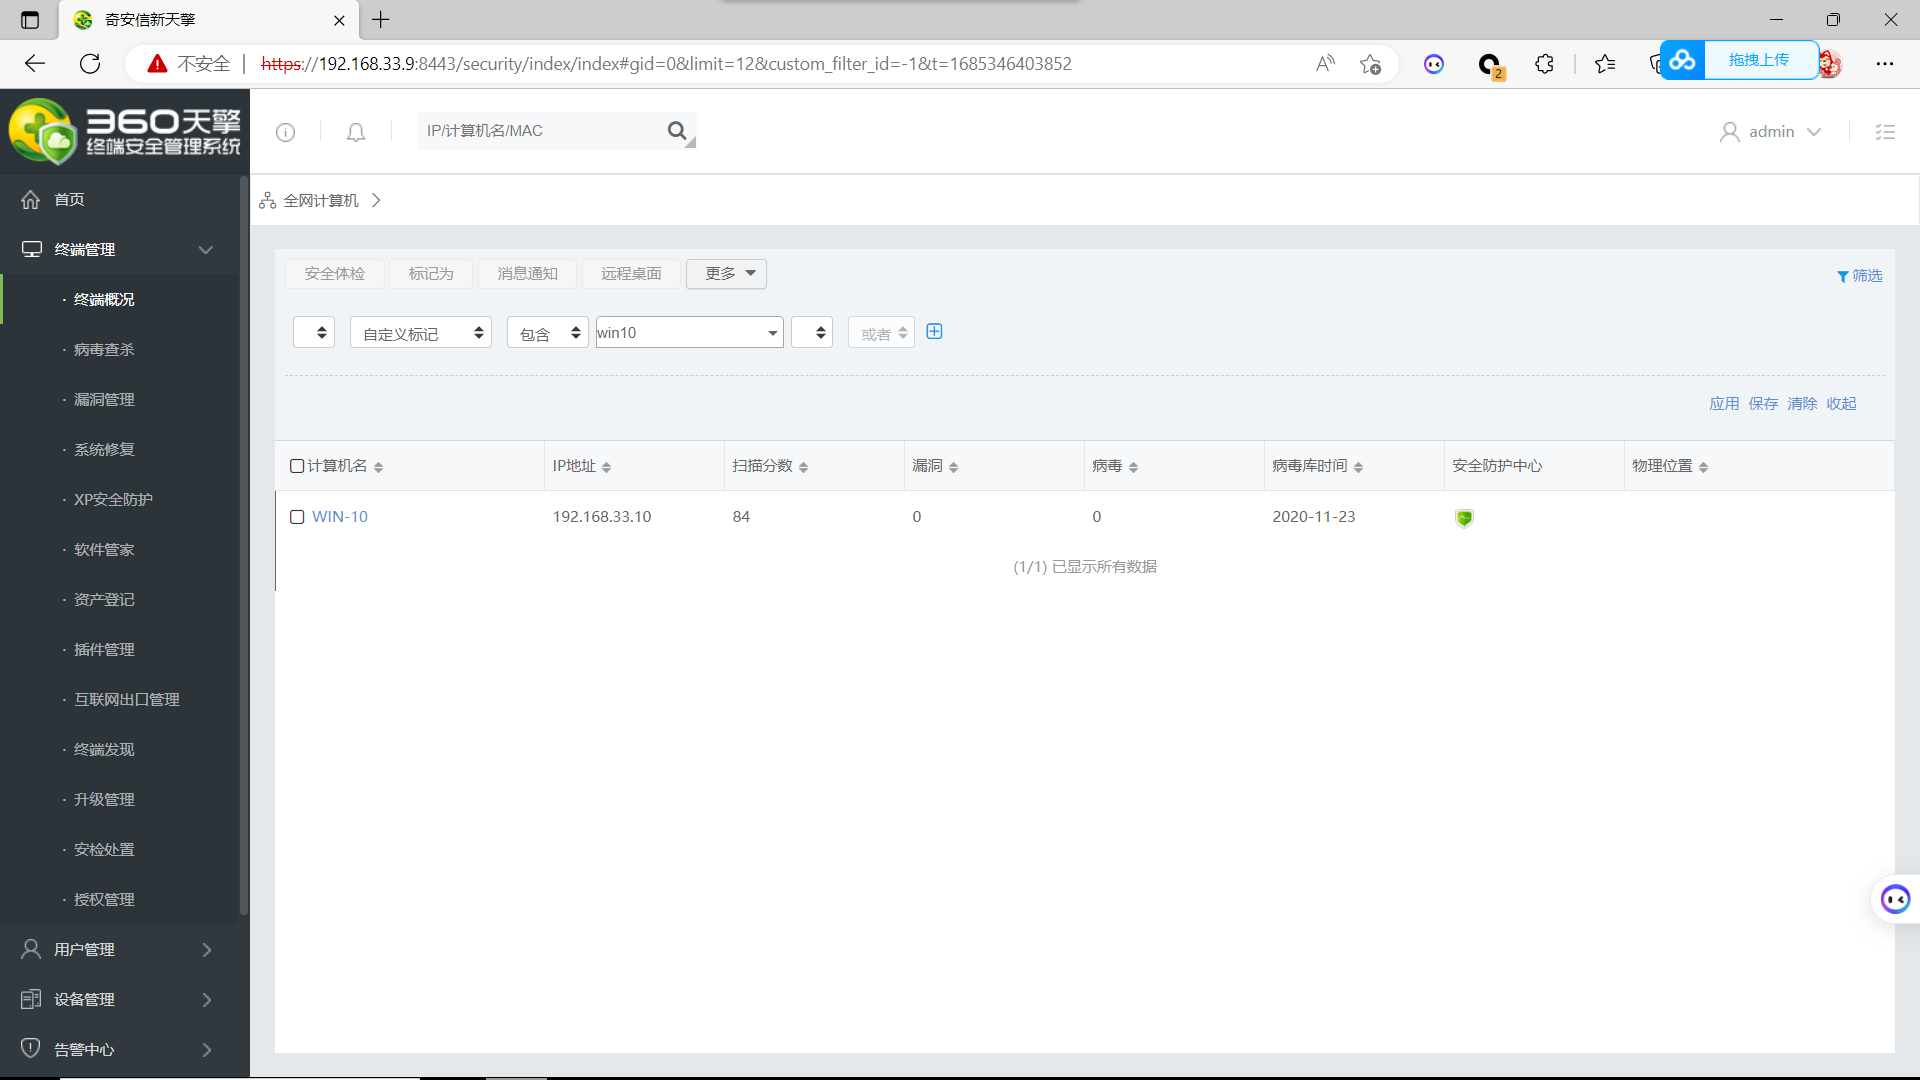 奇安信新天擎
不安全 https://192.168.33.9:8443/security/index/index#gid=0&limit=12&custom_filter_id=-1&t=1685346403852
2
拖拽上传
360天擎
终端安全管理系统
IP/计算机名/MAC
admin
首页
终端管理
· 终端概况
· 病毒查杀
· 漏洞管理
· 系统修复
· XP安全防护
· 软件管家
· 资产登记
· 插件管理
· 互联网出口管理
· 终端发现
· 升级管理
· 安检处置
· 授权管理
用户管理
设备管理
告警中心
全网计算机
安全体检 标记为 消息通知 远程桌面 更多
筛选
自定义标记 包含 win10 或者
应用 保存 清除 收起
计算机名 IP地址 扫描分数 漏洞 病毒 病毒库时间 安全防护中心 物理位置
WIN-10 192.168.33.10 84 0 0 2020-11-23
(1/1) 已显示所有数据